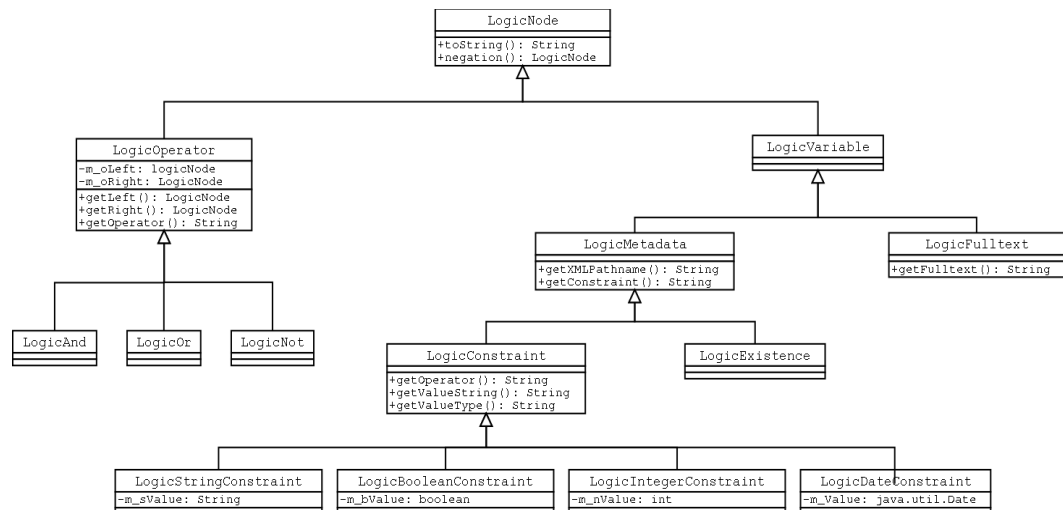 LogicNode
+toString(): String
+negation(): LogicNode
LogicOperator
-m_oLeft: logicNode
-m_oRight: LogicNode
+getLeft(): LogicNode
+getRight(): LogicNode
+getOperator(): String
LogicVariable
LogicMetadata
+getXMLPathname(): String
+getConstraint(): String
LogicFulltext
+getFulltext(): String
LogicAnd
LogicOr
LogicNot
LogicConstraint
+getOperator(): String
+getValueString(): String
+getValueType(): String
LogicExistence
LogicStringConstraint
-m_sValue: String
LogicBooleanConstraint
-m_bValue: boolean
LogicIntegerConstraint
-m_nValue: int
LogicDateConstraint
-m_Value: java.util.Date